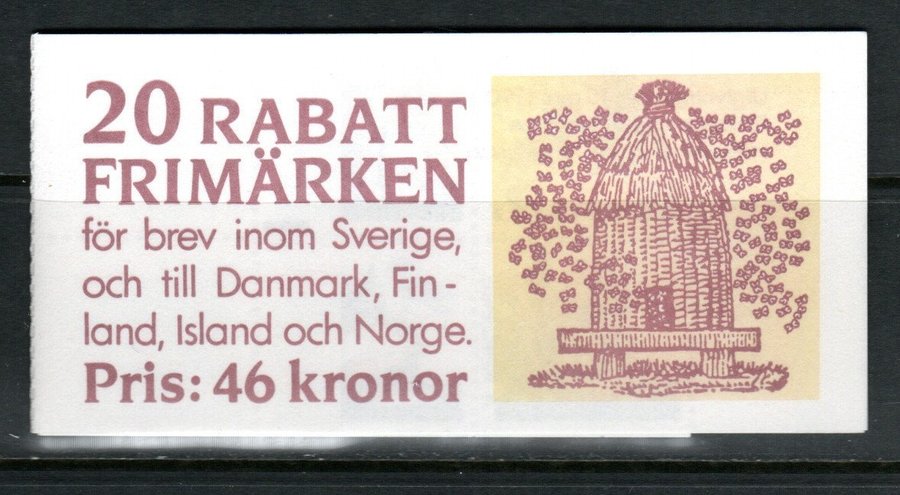 20 RABATT
FRIMÄRKEN
för brev inom Sverige,
och till Danmark, Fin-
land, Island och Norge.
Pris: 46 kronor